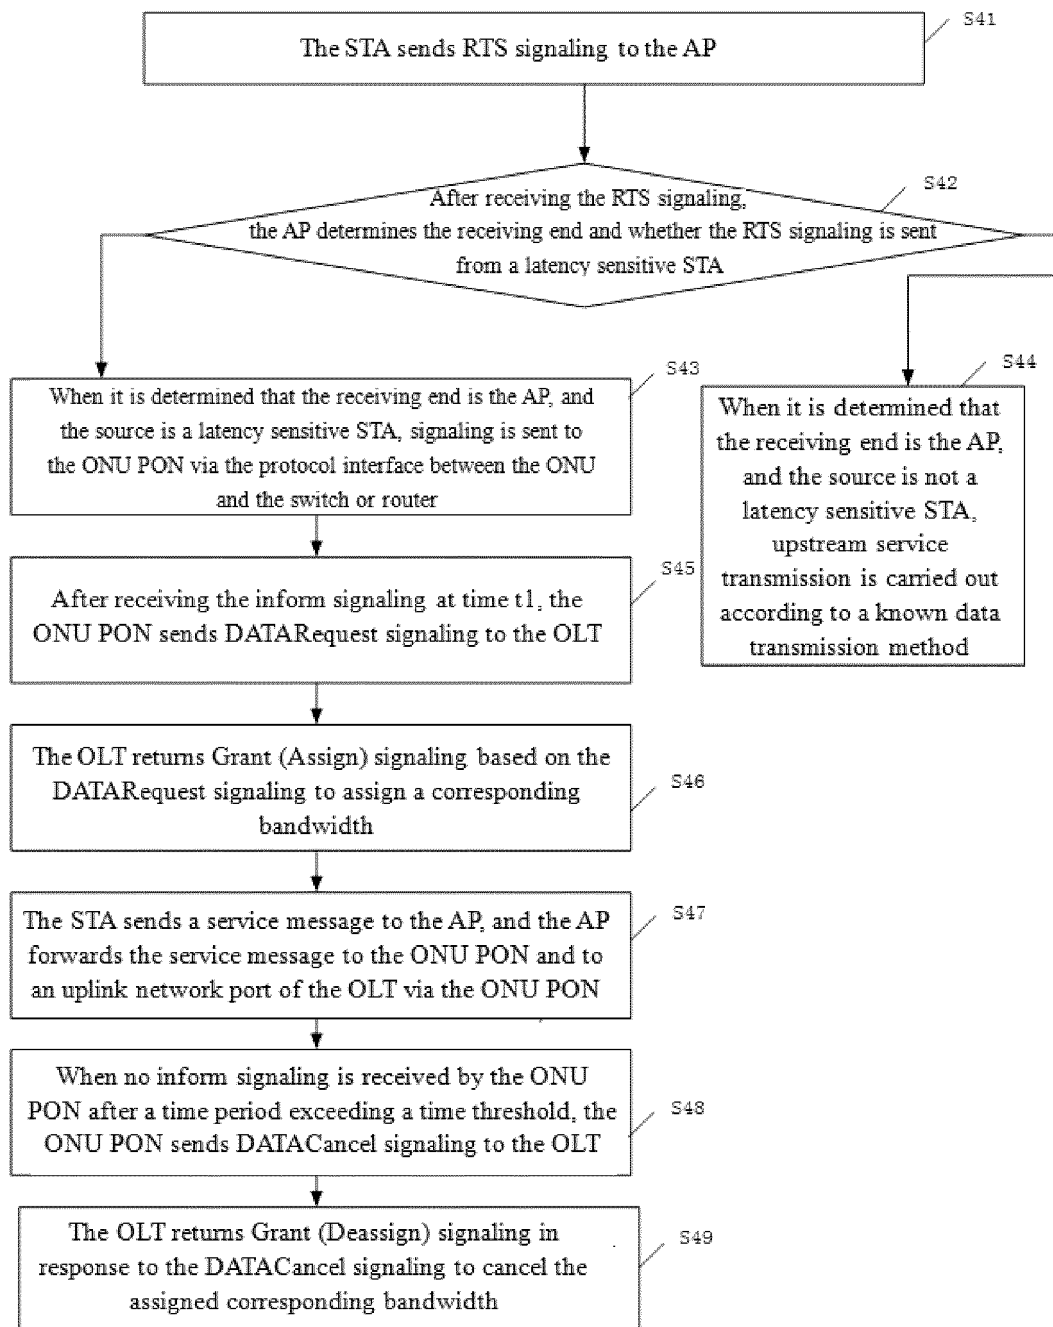 The STA sends RTS signaling to the AP
S41
After receiving the RTS signaling,
the AP determines the receiving end and whether the RTS signaling is sent
from a latency sensitive STA
S42
When it is determined that the receiving end is the AP, and
the source is a latency sensitive STA, signaling is sent to
the ONU PON via the protocol interface between the ONU
and the switch or router
S43
When it is determined that
the receiving end is the AP,
and the source is not a
latency sensitive STA,
upstream service
transmission is carried out
according to a known data
transmission method
S44
After receiving the inform signaling at time t1, the
ONU PON sends DATARequest signaling to the OLT
S45
The OLT returns Grant (Assign) signaling based on the
DATARequest signaling to assign a corresponding
bandwidth
S46
The STA sends a service message to the AP, and the AP
forwards the service message to the ONU PON and to
an uplink network port of the OLT via the ONU PON
S47
When no inform signaling is received by the ONU
PON after a time period exceeding a time threshold, the
ONU PON sends DATACancel signaling to the OLT
S48
The OLT returns Grant (Deassign) signaling in
response to the DATACancel signaling to cancel the
assigned corresponding bandwidth
S49